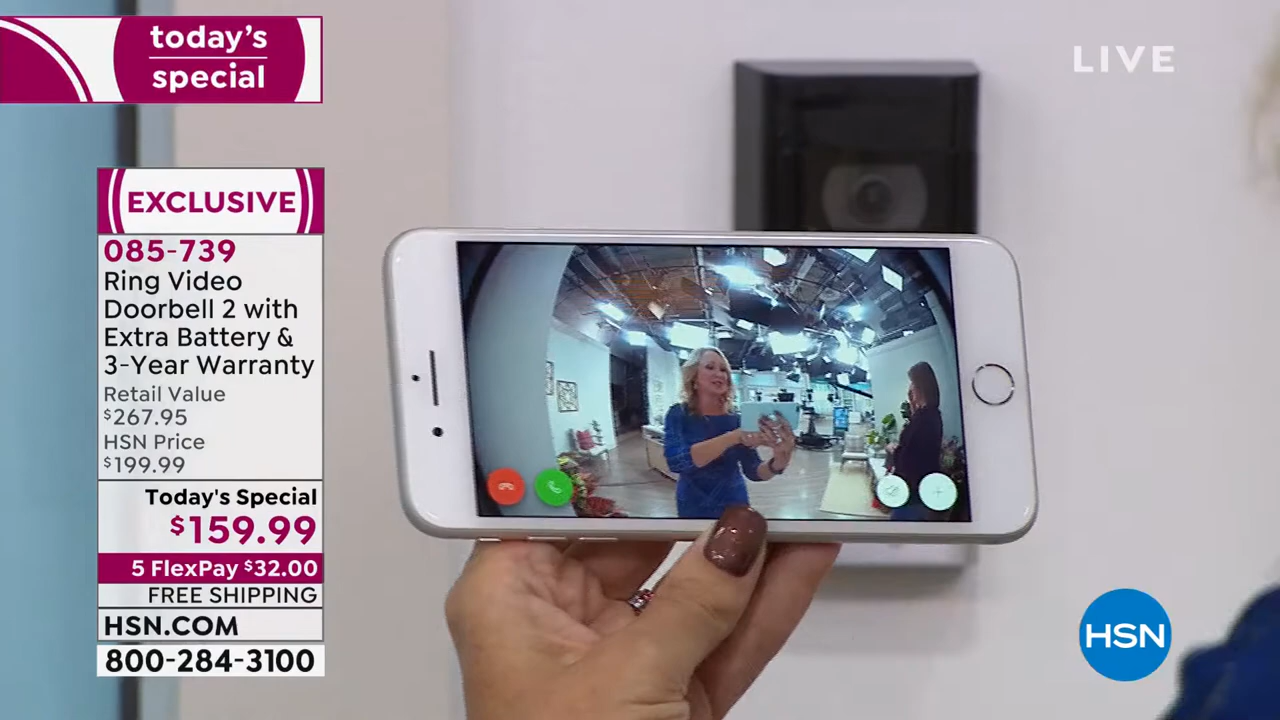 today's
special
LIVE
EXCLUSIVE
085-739
Ring Video
Doorbell 2 with
Extra Battery &
3-Year Warranty
Retail Value
$267.95
HSN Price
$199.99
Today's Special
$159.99
5 FlexPay $32.00
FREE SHIPPING
HSN.COM
800-284-3100
HSN